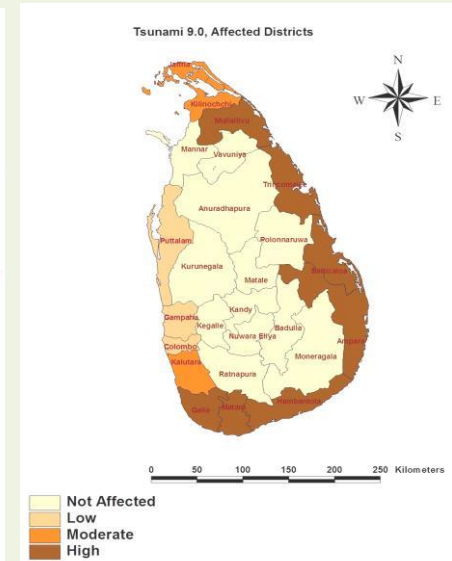 Tsunami 9.0, Affected Districts
N
W E
S
Jaffna
Kilinochchi
Mullaitivu
Mannar
Vavuniya
Trincomalee
Anuradhapura
Puttalam
Polonnaruwa
Kurunegala
Batticaloa
Matale
Gampaha
Kandy
Kegalle
Badulla
Ampara
Colombo
Nuwara Eliya
Moneragala
Kalutara
Ratnapura
Hambantota
Galle
Matara
0 50 100 150 200 250 Kilometers
Not Affected
Low
Moderate
High